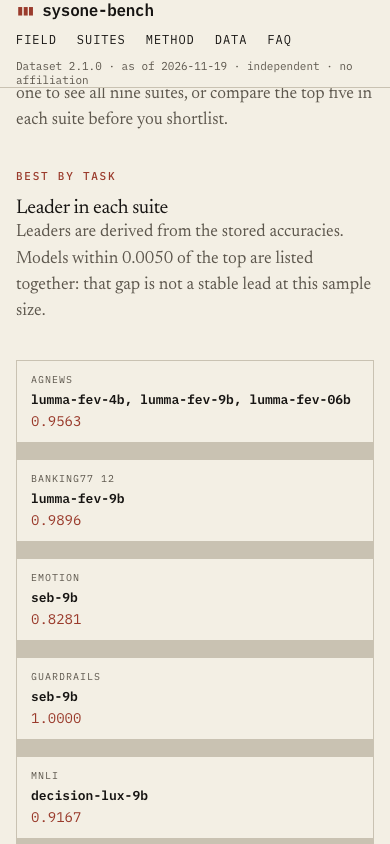 sysone-bench
FIELD SUITES METHOD DATA FAQ
Dataset 2.1.0 · as of 2026-11-19 · independent · no
affiliation
one to see all nine suites, or compare the top five in
each suite before you shortlist.
BEST BY TASK
Leader in each suite
Leaders are derived from the stored accuracies.
Models within 0.0050 of the top are listed
together: that gap is not a stable lead at this sample
size.
AGNEWS
lumma-fev-4b, lumma-fev-9b, lumma-fev-06b
0.9563
BANKING77 12
lumma-fev-9b
0.9896
EMOTION
seb-9b
0.8281
GUARDRAILS
seb-9b
1.0000
MNLI
decision-lux-9b
0.9167